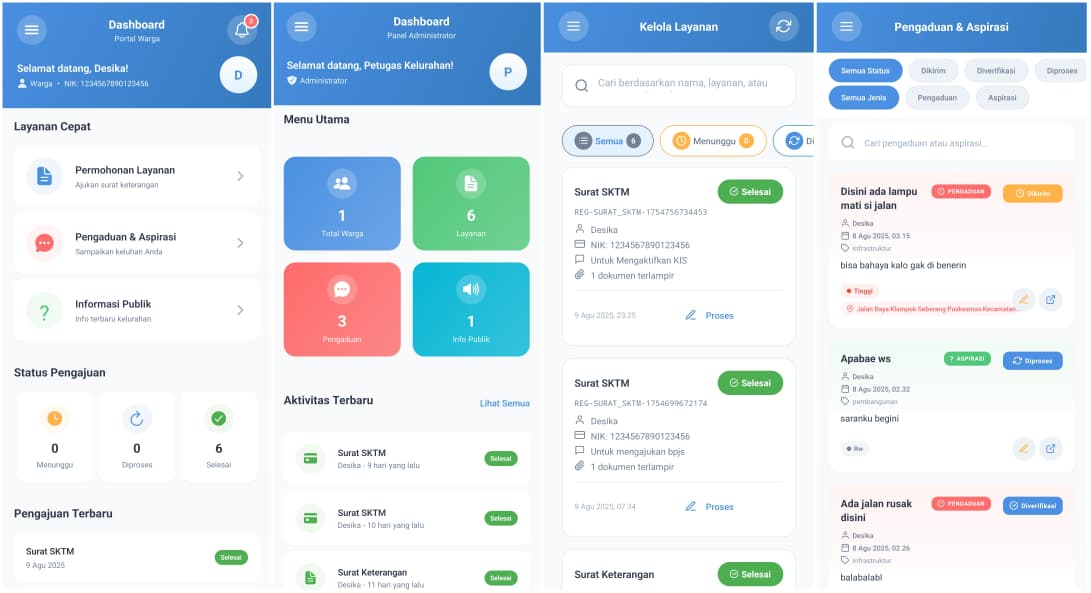 Dashboard
Portal Warga
2
Selamat datang, Desika!
Warga • NIK: 1234567890123456
D
Layanan Cepat
Permohonan Layanan
Ajukan surat keterangan
Pengaduan & Aspirasi
Sampaikan keluhan Anda
?
Informasi Publik
Info terbaru kelurahan
Status Pengajuan
0
Menunggu
0
Diproses
6
Selesai
Pengajuan Terbaru
Surat SKTM
9 Agu 2025
Selesai
Dashboard
Panel Administrator
Selamat datang, Petugas Kelurahan!
Administrator
P
Menu Utama
1
Total Warga
6
Layanan
3
Pengaduan
1
Info Publik
Aktivitas Terbaru
Lihat Semua
Surat SKTM
Desika - 9 hari yang lalu
Selesai
Surat SKTM
Desika - 10 hari yang lalu
Selesai
Surat Keterangan
Desika - 11 hari yang lalu
Selesai
Kelola Layanan
Cari berdasarkan nama, layanan, atau
Semua 6
Menunggu 0
Di
Surat SKTM
Selesai
REG-SURAT_SKTM-1754756734453
Desika
NIK: 1234567890123456
Untuk Mengaktifkan KIS
1 dokumen terlampir
9 Agu 2025, 23.25
Proses
Surat SKTM
Selesai
REG-SURAT_SKTM-1754699672174
Desika
NIK: 1234567890123456
Untuk mengajukan bpjs
1 dokumen terlampir
9 Agu 2025, 07.34
Proses
Surat Keterangan
Selesai
Pengaduan & Aspirasi
Semua Status
Dikirim
Diverifikasi
Diproses
Semua Jenis
Pengaduan
Aspirasi
Cari pengaduan atau aspirasi...
Disini ada lampu
mati si jalan
PENGADUAN
Dikirim
Desika
8 Agu 2025, 03.15
infrastruktur
bisa bahaya kalo gak di benerin
Tinggi
Jalan Raya Klampok Seberang Puskesmas Kecamatan...
Apabae ws
? ASPIRASI
Diproses
Desika
8 Agu 2025, 02.32
pembangunan
saranku begini
Rw
Ada jalan rusak
disini
PENGADUAN
Diverifikasi
Desika
8 Agu 2025, 02.26
infrastruktur
balabalabl